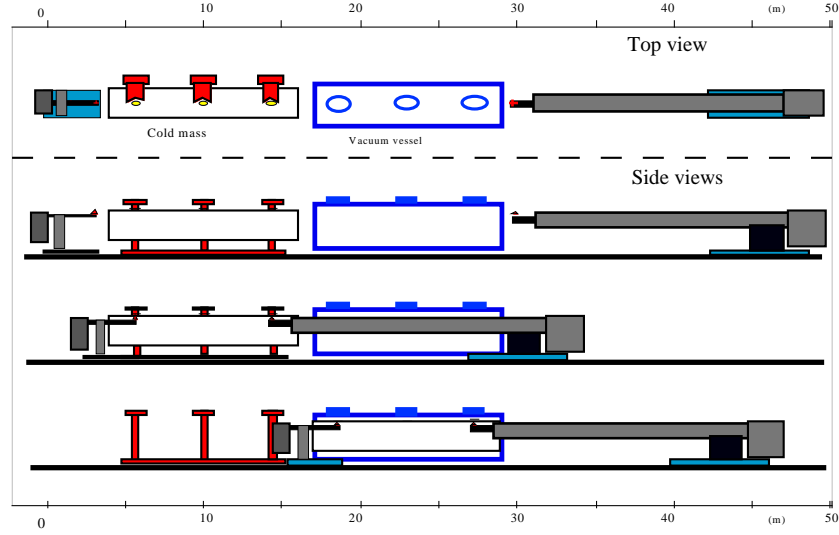 0 10 20 30 40 (m) 50
Top view
Cold mass
Vacuum vessel
Side views
0 10 20 30 40 (m) 50